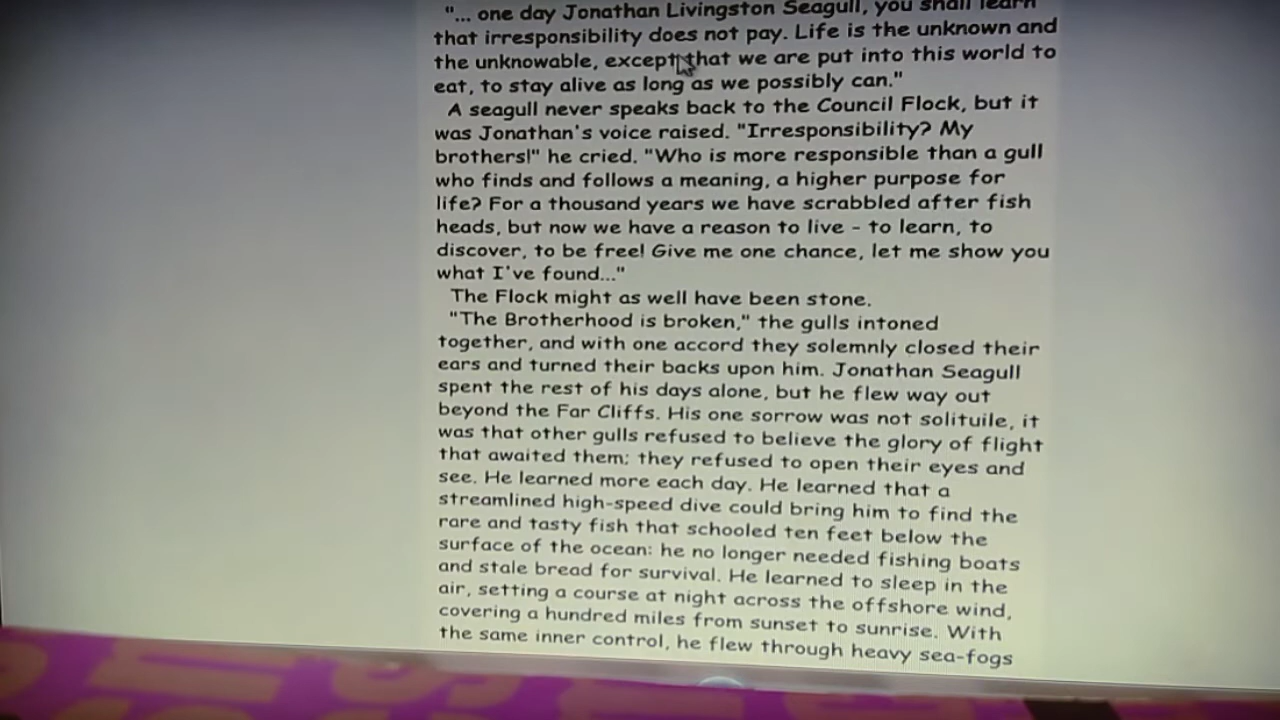 "... one day Jonathan Livingston Seagull, you shall learn
that irresponsibility does not pay. Life is the unknown and
the unknowable, except that we are put into this world to
eat, to stay alive as long as we possibly can."
A seagull never speaks back to the Council Flock, but it
was Jonathan's voice raised. "Irresponsibility? My
brothers!" he cried. "Who is more responsible than a gull
who finds and follows a meaning, a higher purpose for
life? For a thousand years we have scrabbled after fish
heads, but now we have a reason to live - to learn, to
discover, to be free! Give me one chance, let me show you
what I've found..."
The Flock might as well have been stone.
"The Brotherhood is broken," the gulls intoned
together, and with one accord they solemnly closed their
ears and turned their backs upon him. Jonathan Seagull
spent the rest of his days alone, but he flew way out
beyond the Far Cliffs. His one sorrow was not solituile, it
was that other gulls refused to believe the glory of flight
that awaited them; they refused to open their eyes and
see. He learned more each day. He learned that a
streamlined high-speed dive could bring him to find the
rare and tasty fish that schooled ten feet below the
surface of the ocean: he no longer needed fishing boats
and stale bread for survival. He learned to sleep in the
air, setting a course at night across the offshore wind,
covering a hundred miles from sunset to sunrise. With
the same inner control, he flew through heavy sea-fogs